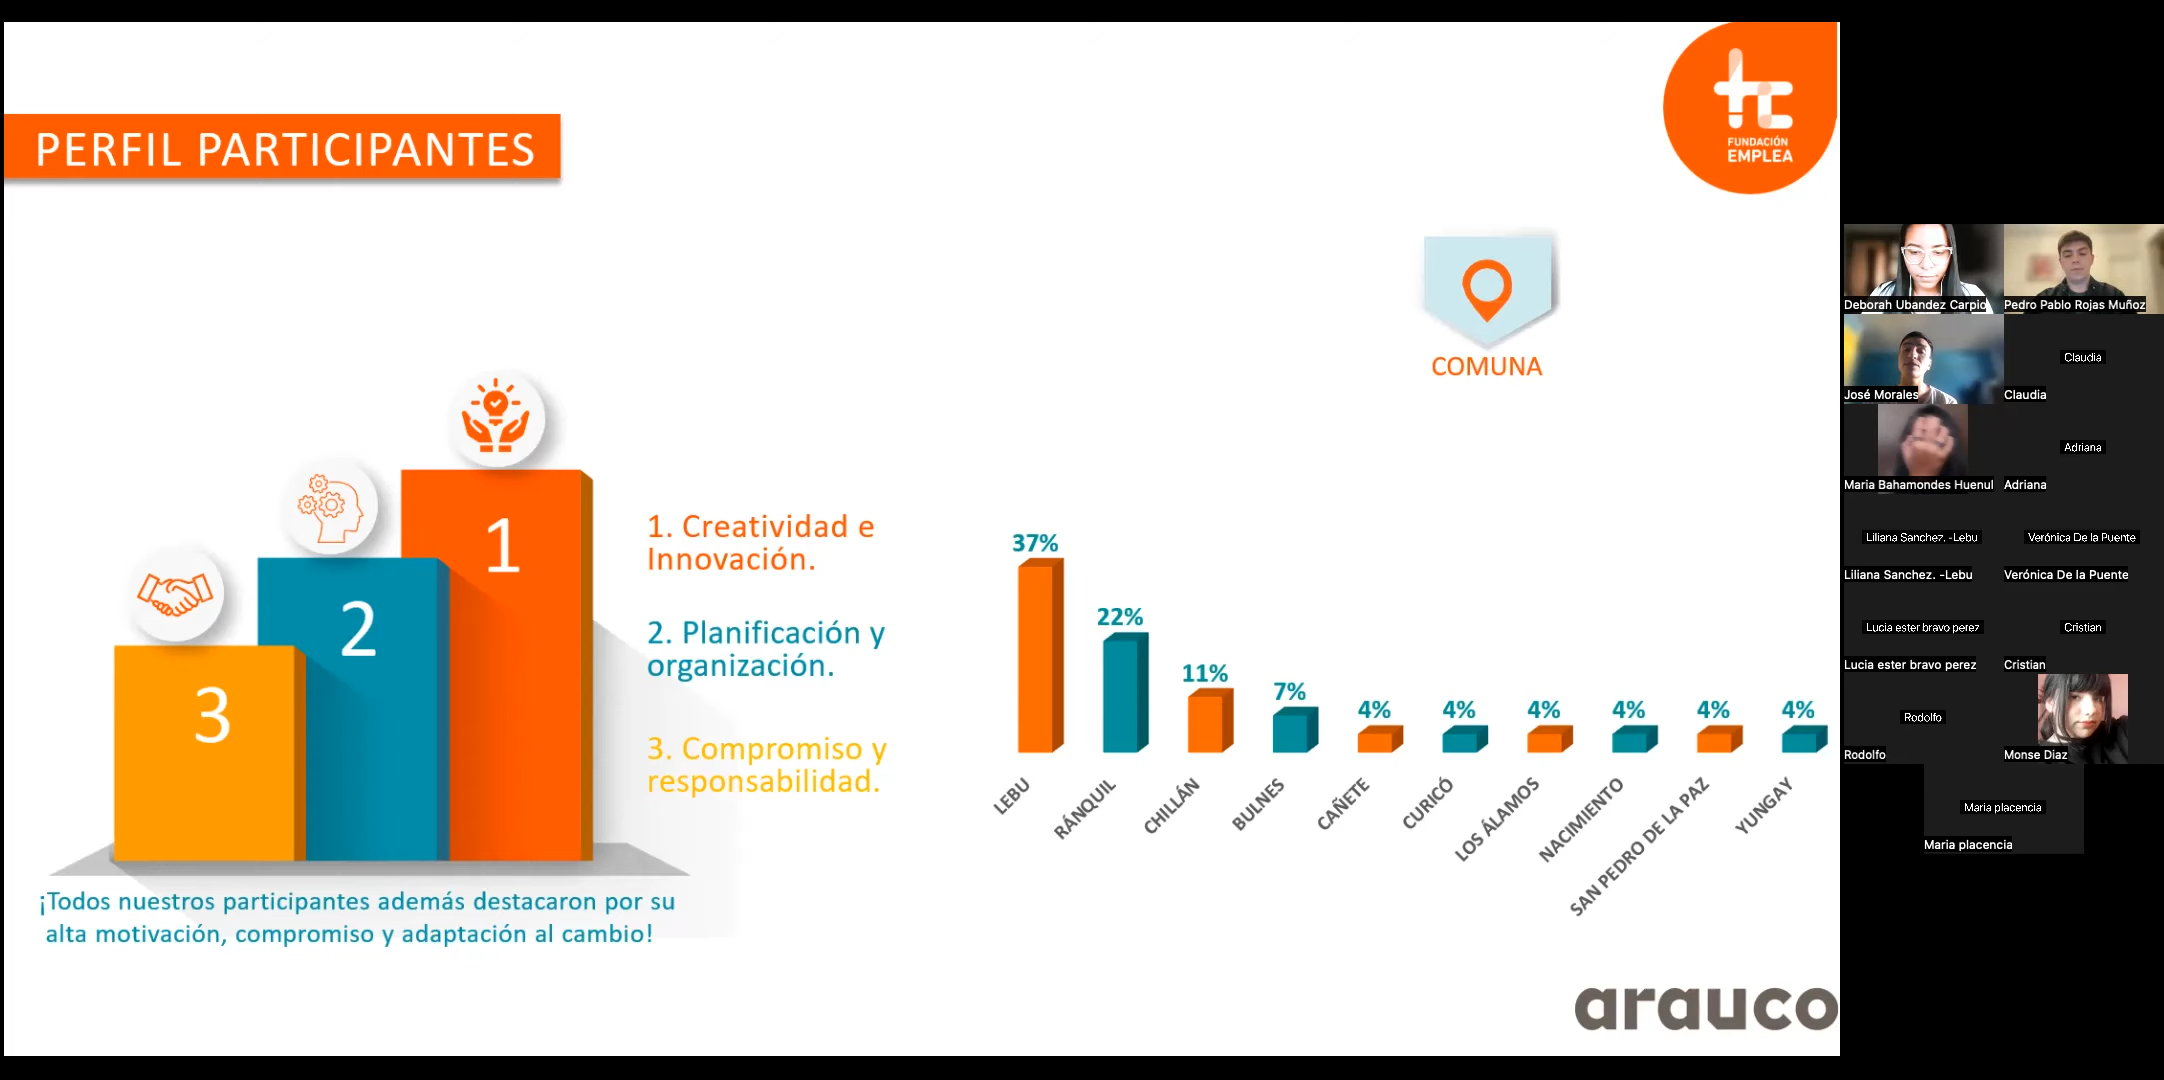 PERFIL PARTICIPANTES
FUNDACIÓN
EMPLEA
COMUNA
1
2
3
1. Creatividad e
Innovación.
2. Planificación y
organización.
3. Compromiso y
responsabilidad.
¡Todos nuestros participantes además destacaron por su
alta motivación, compromiso y adaptación al cambio!
37%
22%
11%
7%
4%
4%
4%
4%
4%
4%
LEBU
RÁNQUIL
CHILLÁN
BULNES
CAÑETE
CURICÓ
LOS ÁLAMOS
NACIMIENTO
SAN PEDRO DE LA PAZ
YUNGAY
arauco
Deborah Ubandez Carpio
Pedro Pablo Rojas Muñoz
José Morales
Claudia
Claudia
Maria Bahamondes Huenul
Adriana
Adriana
Liliana Sanchez. -Lebu
Liliana Sanchez. -Lebu
Verónica De la Puente
Verónica De la Puente
Lucia ester bravo perez
Lucia ester bravo perez
Cristian
Cristian
Rodolfo
Rodolfo
Monse Diaz
Maria placencia
Maria placencia